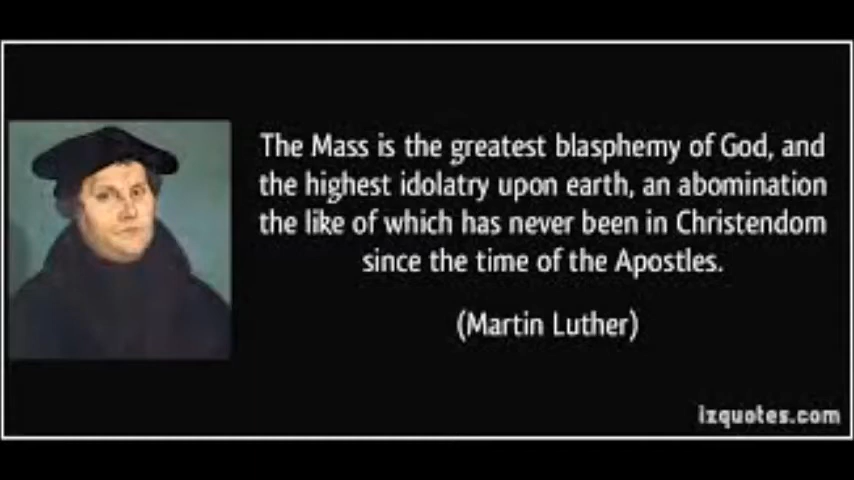 The Mass is the greatest blasphemy of God, and
the highest idolatry upon earth, an abomination
the like of which has never been in Christendom
since the time of the Apostles.
(Martin Luther)
izquotes.com